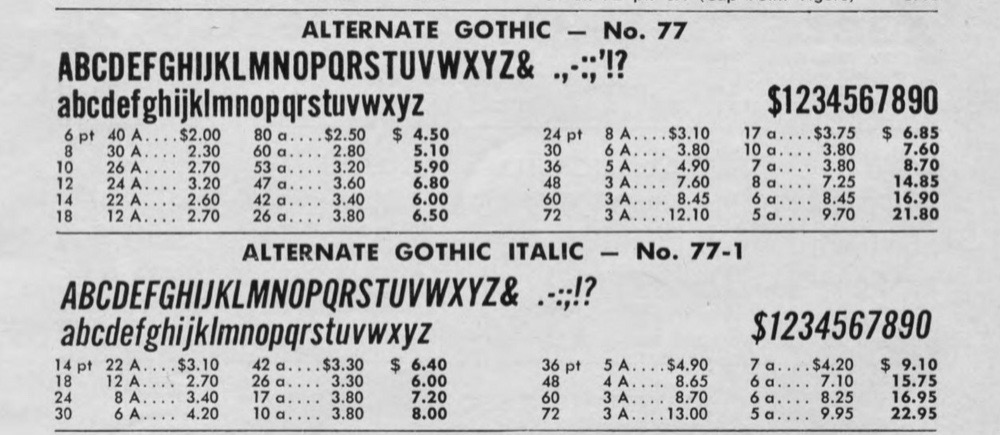 ALTERNATE GOTHIC — No. 77
ABCDEFGHIJKLMNOPQRSTUVWXYZ& .,-:;'!?
abcdefghijklmnopqrstuvwxyz $1234567890
6 pt 40 A....$2.00 80 a....$2.50 $ 4.50 24 pt 8 A....$3.10 17 a....$3.75 $ 6.85
8 30 A.... 2.30 60 a.... 2.80 5.10 30 6 A.... 3.80 10 a.... 3.80 7.60
10 26 A.... 2.70 53 a.... 3.20 5.90 36 5 A.... 4.90 7 a.... 3.80 8.70
12 24 A.... 3.20 47 a.... 3.60 6.80 48 3 A.... 7.60 8 a.... 7.25 14.85
14 22 A.... 2.60 42 a.... 3.40 6.00 60 3 A.... 8.45 6 a.... 8.45 16.90
18 12 A.... 2.70 26 a.... 3.80 6.50 72 3 A.... 12.10 5 a.... 9.70 21.80
ALTERNATE GOTHIC ITALIC — No. 77-1
ABCDEFGHIJKLMNOPQRSTUVWXYZ& .-:;!?
abcdefghijklmnopqrstuvwxyz $1234567890
14 pt 22 A....$3.10 42 a....$3.30 $ 6.40 36 pt 5 A....$4.90 7 a....$4.20 $ 9.10
18 12 A.... 2.70 26 a.... 3.30 6.00 48 4 A.... 8.65 6 a.... 7.10 15.75
24 8 A.... 3.40 17 a.... 3.80 7.20 60 3 A.... 8.70 6 a.... 8.25 16.95
30 6 A.... 4.20 10 a.... 3.80 8.00 72 3 A.... 13.00 5 a.... 9.95 22.95